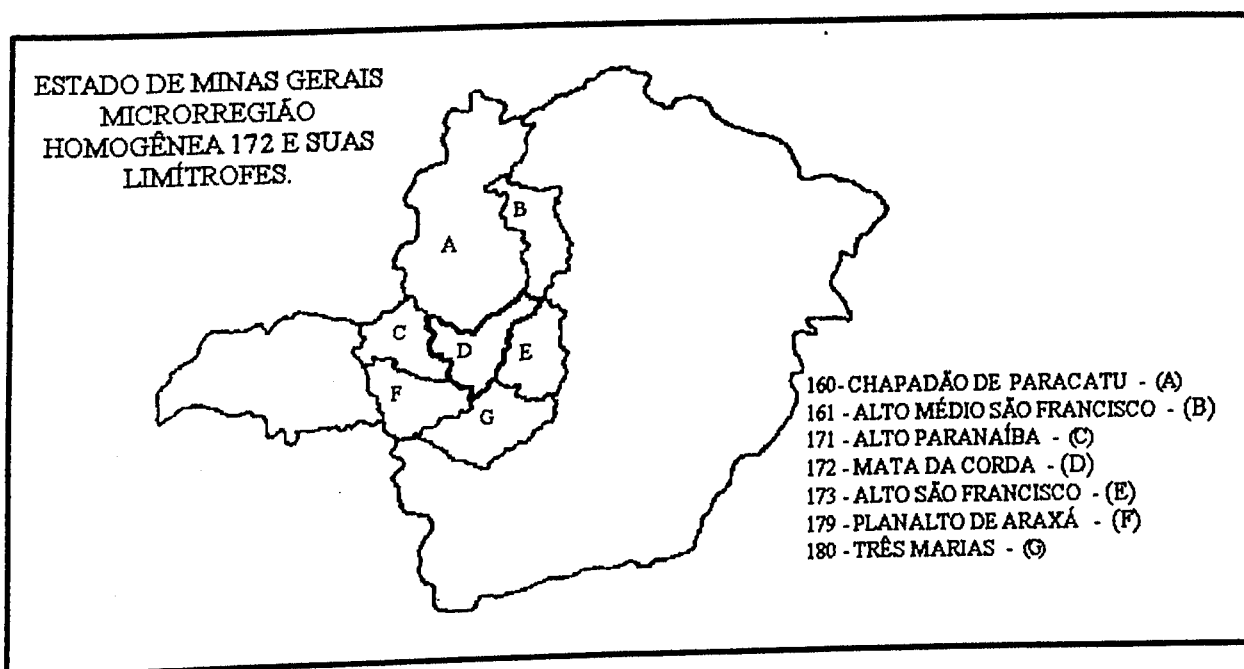 ESTADO DE MINAS GERAIS
MICRORREGIÃO
HOMOGÊNEA 172 E SUAS
LIMÍTROFES.
A
B
C
D
E
F
G
160 - CHAPADÃO DE PARACATU - (A)
161 - ALTO MÉDIO SÃO FRANCISCO - (B)
171 - ALTO PARANAÍBA - (C)
172 - MATA DA CORDA - (D)
173 - ALTO SÃO FRANCISCO - (E)
179 - PLANALTO DE ARAXÁ - (F)
180 - TRÊS MARIAS - (G)